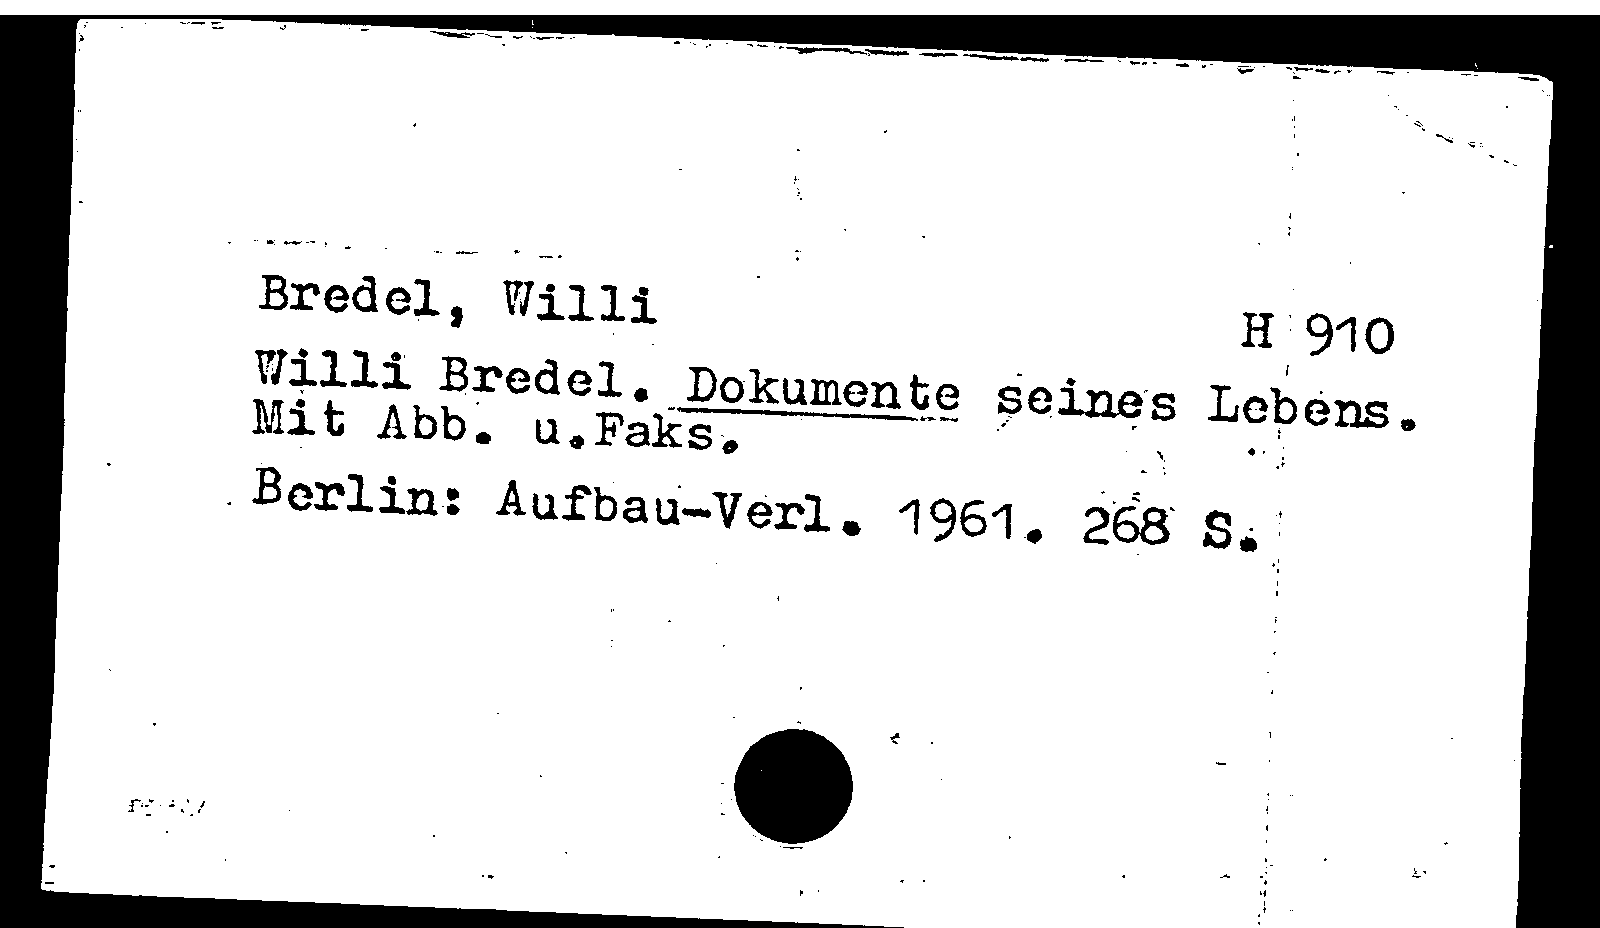 Bredel, Willi
H 910
Willi Bredel. Dokumente seines Lebens.
Mit Abb. u.Faks.
Berlin: Aufbau-Verl. 1961. 268 S.